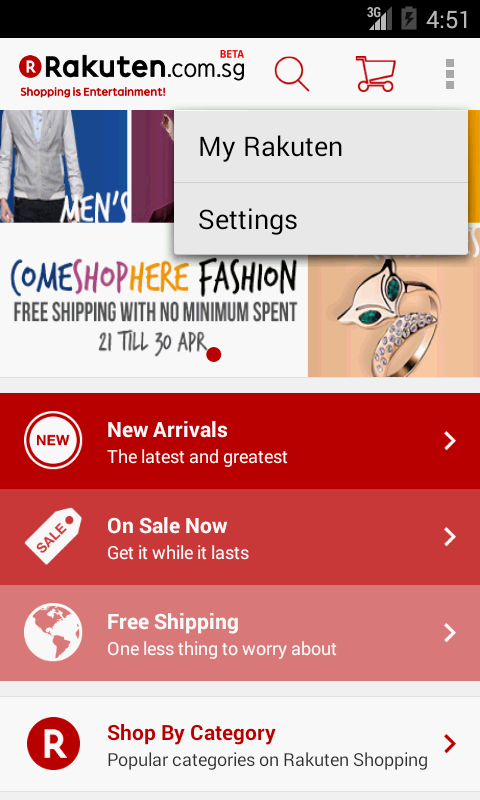 3G 4:51
BETA
R Rakuten.com.sg
Shopping is Entertainment!
My Rakuten
Settings
MEN'S
COMESHOPHERE FASHION
FREE SHIPPING WITH NO MINIMUM SPENT
21 TILL 30 APR
NEW
New Arrivals
The latest and greatest
SALE
On Sale Now
Get it while it lasts
Free Shipping
One less thing to worry about
R
Shop By Category
Popular categories on Rakuten Shopping